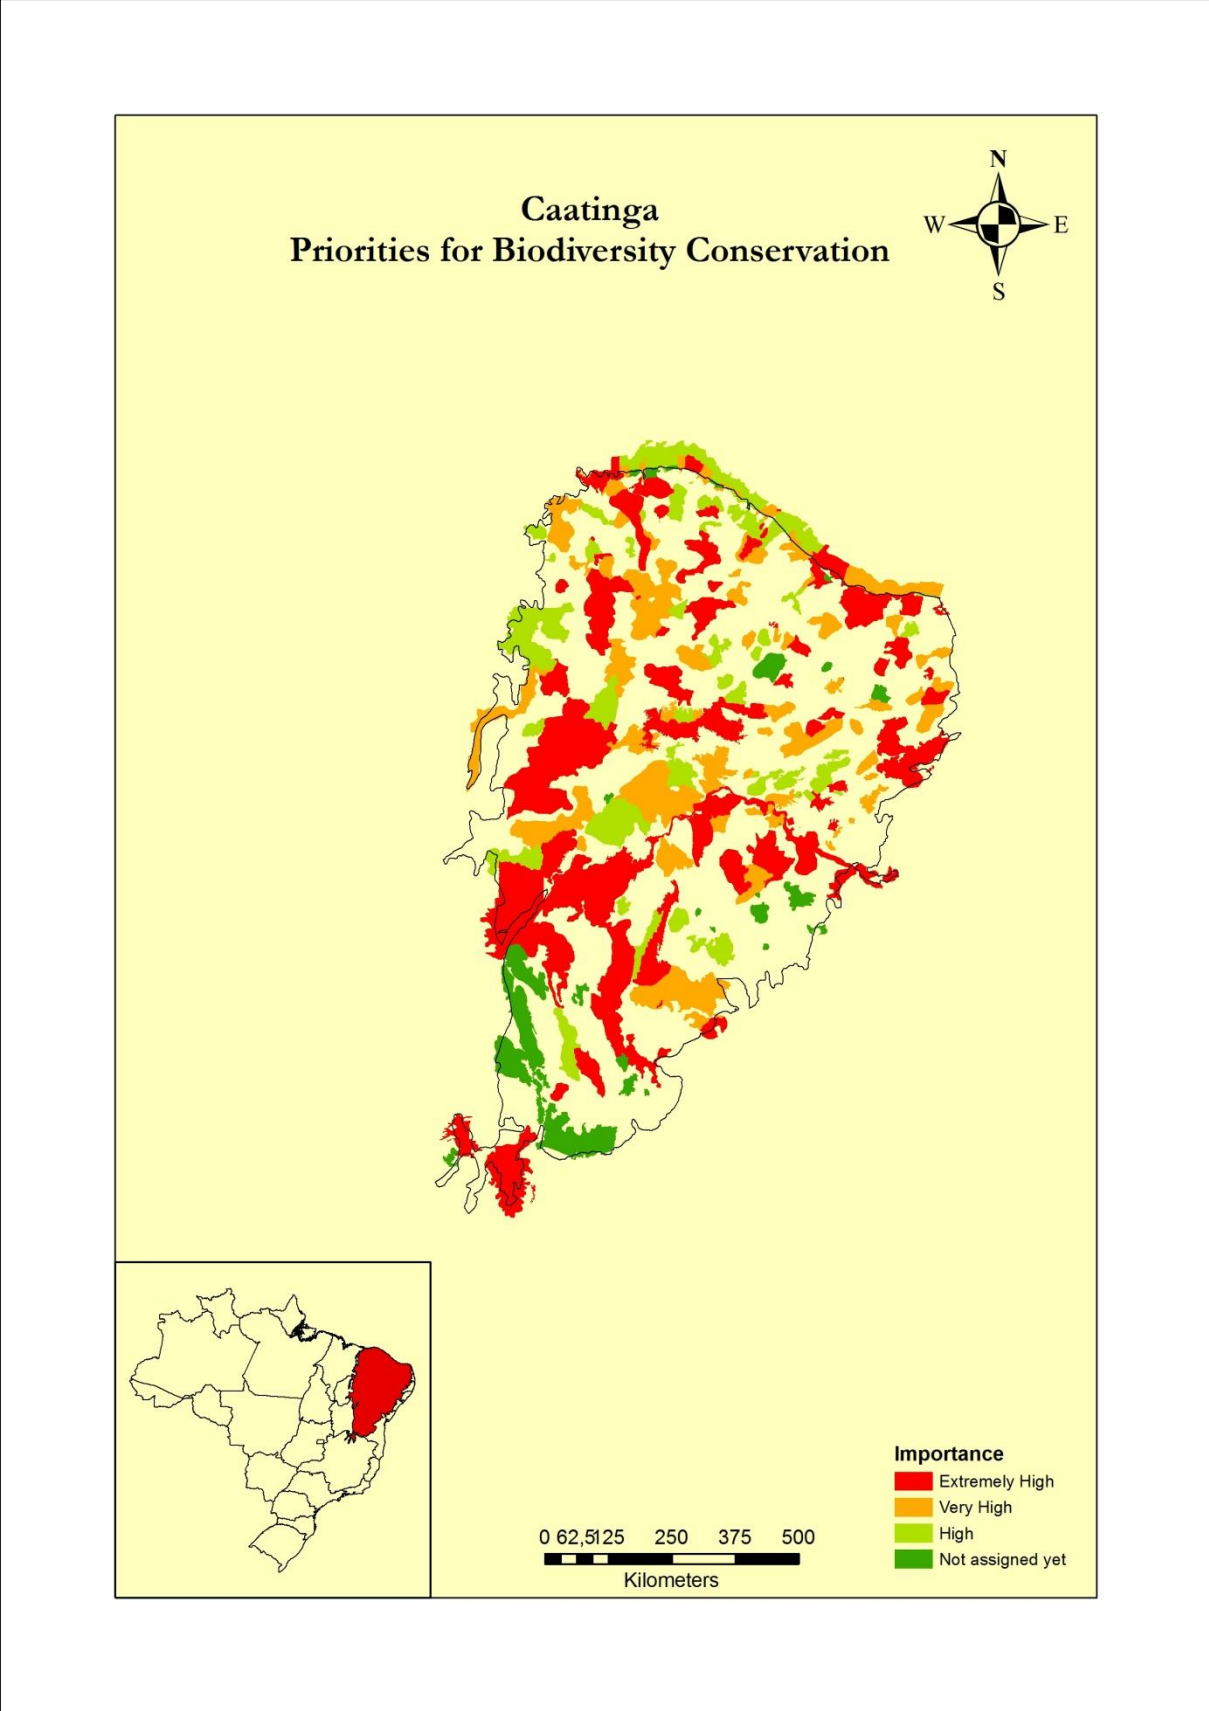 N
Caatinga
W E
Priorities for Biodiversity Conservation
S
Importance
Extremely High
Very High
High
Not assigned yet
0 62,5125 250 375 500
Kilometers